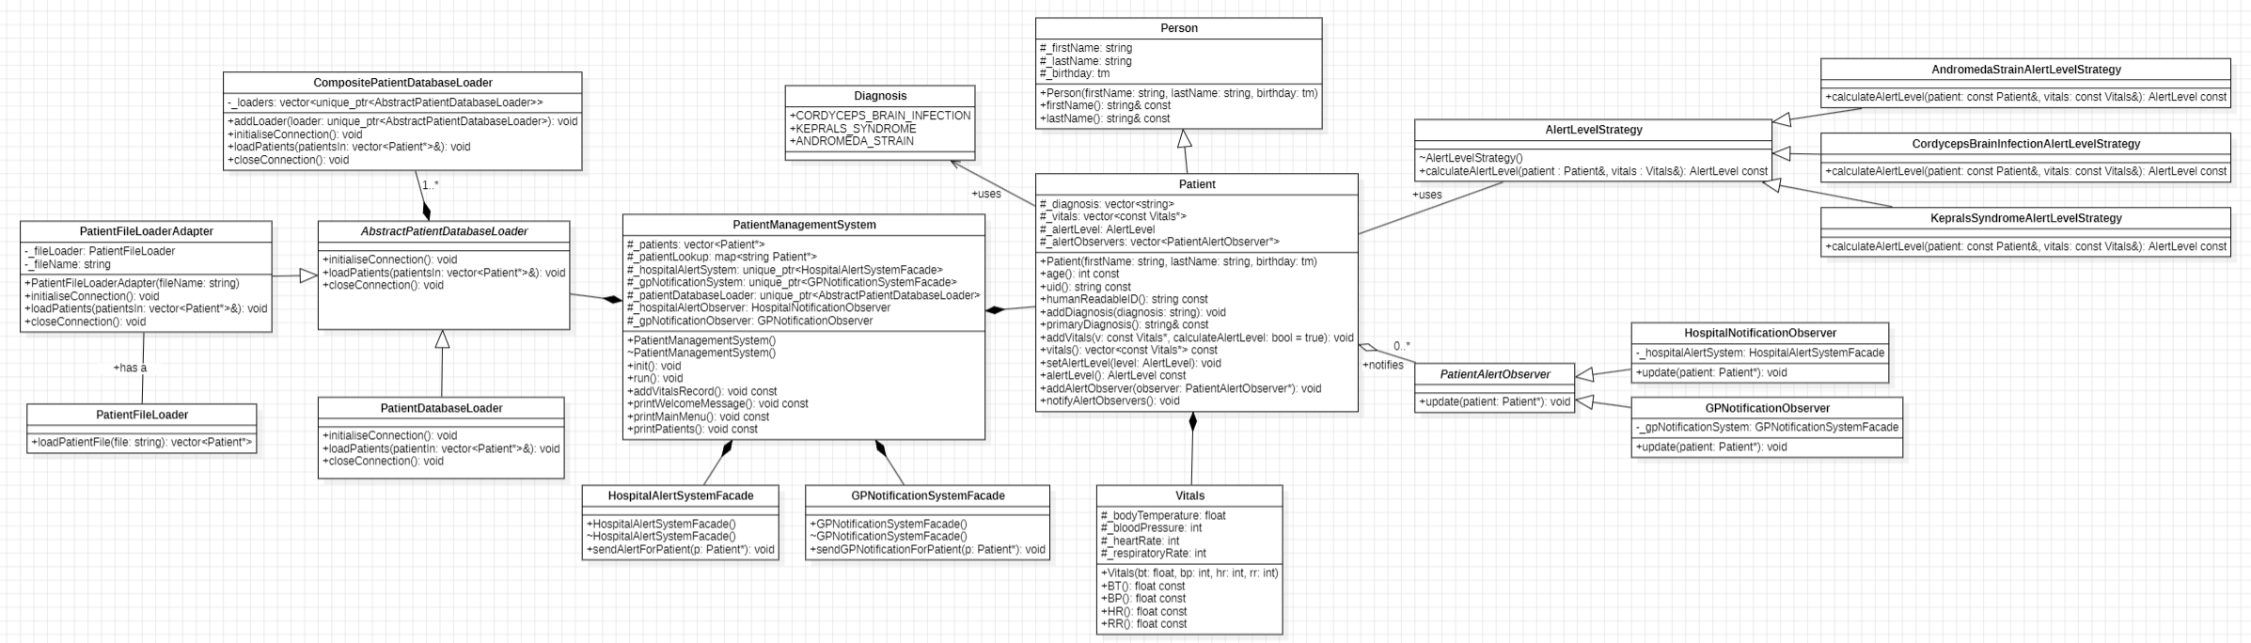 Person
#_firstName: string
#_lastName: string
#_birthday: tm
+Person(firstName: string, lastName: string, birthday: tm)
+firstName(): string& const
+lastName(): string& const
CompositePatientDatabaseLoader
-_loaders: vector<unique_ptr<AbstractPatientDatabaseLoader>>
+addLoader(loader: unique_ptr<AbstractPatientDatabaseLoader>): void
+initialiseConnection(): void
+loadPatients(patientsIn: vector<Patient*>&): void
+closeConnection(): void
1..*
Diagnosis
+CORDYCEPS_BRAIN_INFECTION
+KEPRALS_SYNDROME
+ANDROMEDA_STRAIN
+uses
AndromedaStrainAlertLevelStrategy
+calculateAlertLevel(patient: const Patient&, vitals: const Vitals&): AlertLevel const
AlertLevelStrategy
~AlertLevelStrategy()
+calculateAlertLevel(patient : Patient&, vitals : Vitals&): AlertLevel const
+uses
CordycepsBrainInfectionAlertLevelStrategy
+calculateAlertLevel(patient: const Patient&, vitals: const Vitals&): AlertLevel const
KepralsSyndromeAlertLevelStrategy
+calculateAlertLevel(patient: const Patient&, vitals: const Vitals&): AlertLevel const
PatientFileLoaderAdapter
-_fileLoader: PatientFileLoader
-_fileName: string
+PatientFileLoaderAdapter(fileName: string)
+initialiseConnection(): void
+loadPatients(patientsIn: vector<Patient*>&): void
+closeConnection(): void
+has a
AbstractPatientDatabaseLoader
+initialiseConnection(): void
+loadPatients(patientsIn: vector<Patient*>&): void
+closeConnection(): void
PatientManagementSystem
#_patients: vector<Patient*>
#_patientLookup: map<string Patient*>
#_hospitalAlertSystem: unique_ptr<HospitalAlertSystemFacade>
#_gpNotificationSystem: unique_ptr<GPNotificationSystemFacade>
#_patientDatabaseLoader: unique_ptr<AbstractPatientDatabaseLoader>
#_hospitalAlertObserver: HospitalNotificationObserver
#_gpNotificationObserver: GPNotificationObserver
+PatientManagementSystem()
~PatientManagementSystem()
+init(): void
+run(): void
+addVitalsRecord(): void const
+printWelcomeMessage(): void const
+printMainMenu(): void const
+printPatients(): void const
Patient
#_diagnosis: vector<string>
#_vitals: vector<const Vitals*>
#_alertLevel: AlertLevel
#_alertObservers: vector<PatientAlertObserver*>
+Patient(firstName: string, lastName: string, birthday: tm)
+age(): int const
+uid(): string const
+humanReadableID(): string const
+addDiagnosis(diagnosis: string): void
+primaryDiagnosis(): string& const
+addVitals(v: const Vitals*, calculateAlertLevel: bool = true): void
+vitals(): vector<const Vitals*> const
+setAlertLevel(level: AlertLevel): void
+alertLevel(): AlertLevel const
+addAlertObserver(observer: PatientAlertObserver*): void
+notifyAlertObservers(): void
0..*
+notifies
PatientAlertObserver
+update(patient: Patient*): void
HospitalNotificationObserver
-_hospitalAlertSystem: HospitalAlertSystemFacade
+update(patient: Patient*): void
GPNotificationObserver
-_gpNotificationSystem: GPNotificationSystemFacade
+update(patient: Patient*): void
PatientFileLoader
+loadPatientFile(file: string): vector<Patient*>
PatientDatabaseLoader
+initialiseConnection(): void
+loadPatients(patientIn: vector<Patient*>&): void
+closeConnection(): void
HospitalAlertSystemFacade
+HospitalAlertSystemFacade()
~HospitalAlertSystemFacade()
+sendAlertForPatient(p: Patient*): void
GPNotificationSystemFacade
+GPNotificationSystemFacade()
~GPNotificationSystemFacade()
+sendGPNotificationForPatient(p: Patient*): void
Vitals
#_bodyTemperature: float
#_bloodPressure: int
#_heartRate: int
#_respiratoryRate: int
+Vitals(bt: float, bp: int, hr: int, rr: int)
+BT(): float const
+BP(): float const
+HR(): float const
+RR(): float const